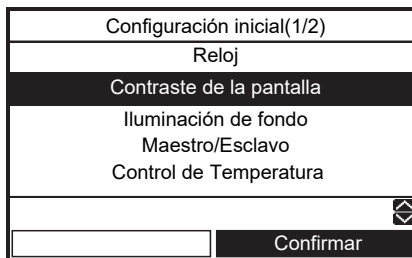 Configuración inicial(1/2)
Reloj
Contraste de la pantalla
Iluminación de fondo
Maestro/Esclavo
Control de Temperatura
Confirmar